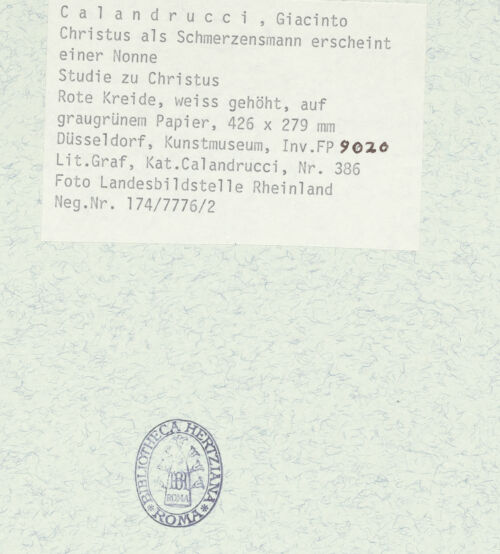 C a l a n d r u c c i , Giacinto
Christus als Schmerzensmann erscheint
einer Nonne
Studie zu Christus
Rote Kreide, weiss gehöht, auf
graugrünem Papier, 426 x 279 mm
Düsseldorf, Kunstmuseum, Inv.FP 9020
Lit.Graf, Kat.Calandrucci, Nr. 386
Foto Landesbildstelle Rheinland
Neg.Nr. 174/7776/2
BIBLIOTHECA HERTZIANA
BH
ROMA
* ROMA *